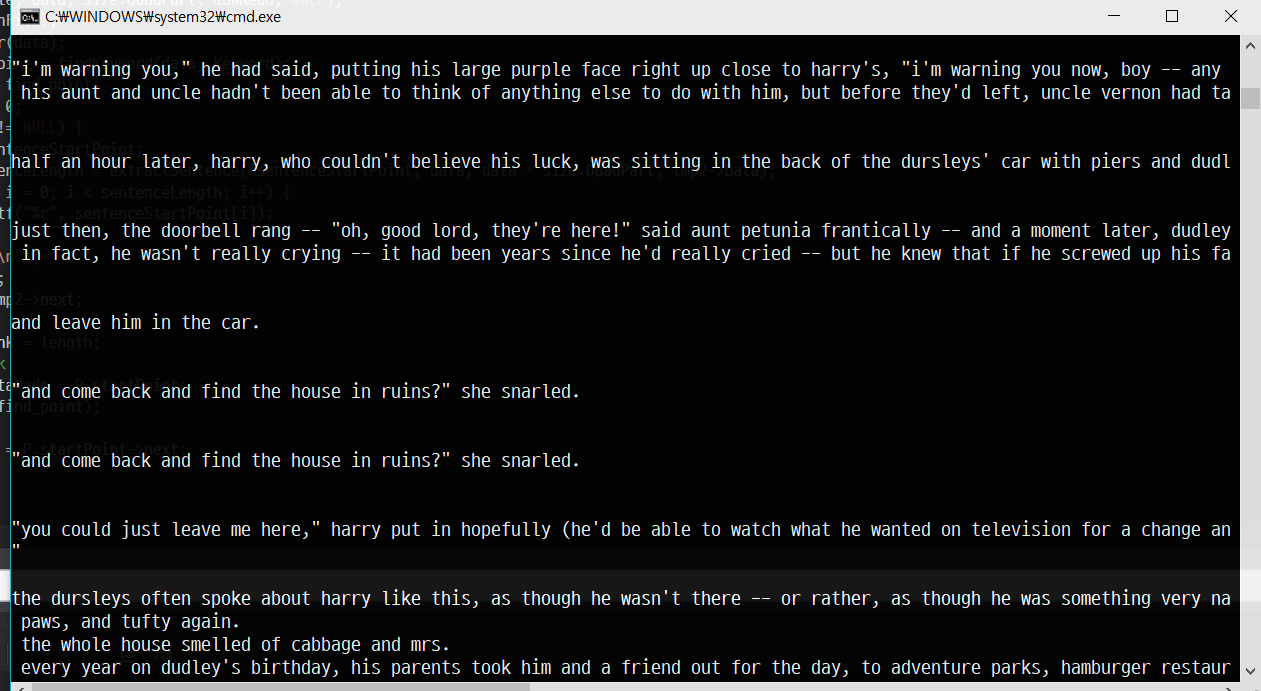 C:₩WINDOWS₩system32₩cmd.exe
"i'm warning you," he had said, putting his large purple face right up close to harry's, "i'm warning you now, boy -- any
his aunt and uncle hadn't been able to think of anything else to do with him, but before they'd left, uncle vernon had ta
half an hour later, harry, who couldn't believe his luck, was sitting in the back of the dursleys' car with piers and dudl
just then, the doorbell rang -- "oh, good lord, they're here!" said aunt petunia frantically -- and a moment later, dudley
in fact, he wasn't really crying -- it had been years since he'd really cried -- but he knew that if he screwed up his fa
and leave him in the car.
"and come back and find the house in ruins?" she snarled.
"and come back and find the house in ruins?" she snarled.
"you could just leave me here," harry put in hopefully (he'd be able to watch what he wanted on television for a change an
"
the dursleys often spoke about harry like this, as though he wasn't there -- or rather, as though he was something very na
paws, and tufty again.
the whole house smelled of cabbage and mrs.
every year on dudley's birthday, his parents took him and a friend out for the day, to adventure parks, hamburger restaur